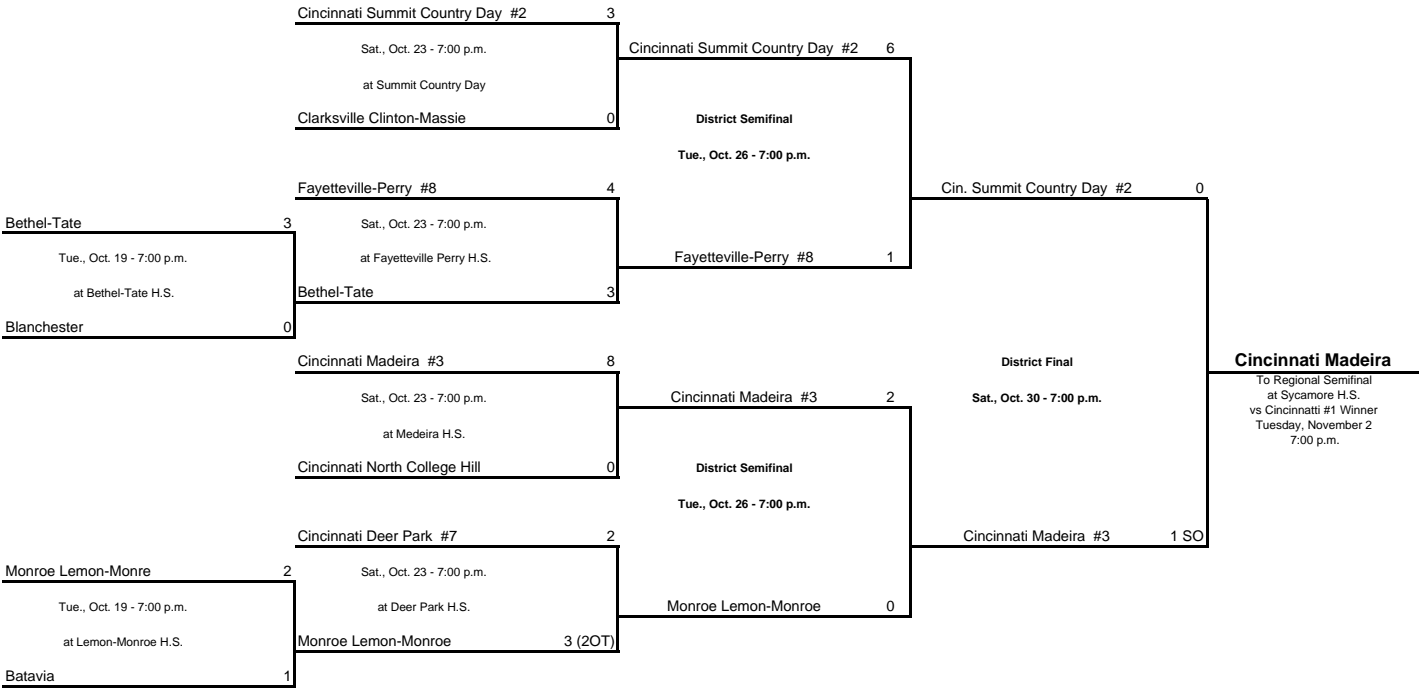 Cincinnati Summit Country Day #2 3
Sat., Oct. 23 - 7:00 p.m.
Cincinnati Summit Country Day #2 6
at Summit Country Day
Clarksville Clinton-Massie 0
District Semifinal
Tue., Oct. 26 - 7:00 p.m.
Fayetteville-Perry #8 4
Cin. Summit Country Day #2 0
Bethel-Tate 3
Sat., Oct. 23 - 7:00 p.m.
Tue., Oct. 19 - 7:00 p.m.
at Fayetteville Perry H.S.
Fayetteville-Perry #8 1
at Bethel-Tate H.S.
Bethel-Tate 3
Blanchester 0
Cincinnati Madeira #3 8
District Final
Cincinnati Madeira
To Regional Semifinal
at Sycamore H.S.
vs Cincinnatti #1 Winner
Tuesday, November 2
7:00 p.m.
Sat., Oct. 23 - 7:00 p.m.
Cincinnati Madeira #3 2
Sat., Oct. 30 - 7:00 p.m.
at Medeira H.S.
Cincinnati North College Hill 0
District Semifinal
Tue., Oct. 26 - 7:00 p.m.
Cincinnati Deer Park #7 2
Cincinnati Madeira #3 1 SO
Monroe Lemon-Monre 2
Sat., Oct. 23 - 7:00 p.m.
Tue., Oct. 19 - 7:00 p.m.
at Deer Park H.S.
Monroe Lemon-Monroe 0
at Lemon-Monroe H.S.
Monroe Lemon-Monroe 3 (2OT)
Batavia 1